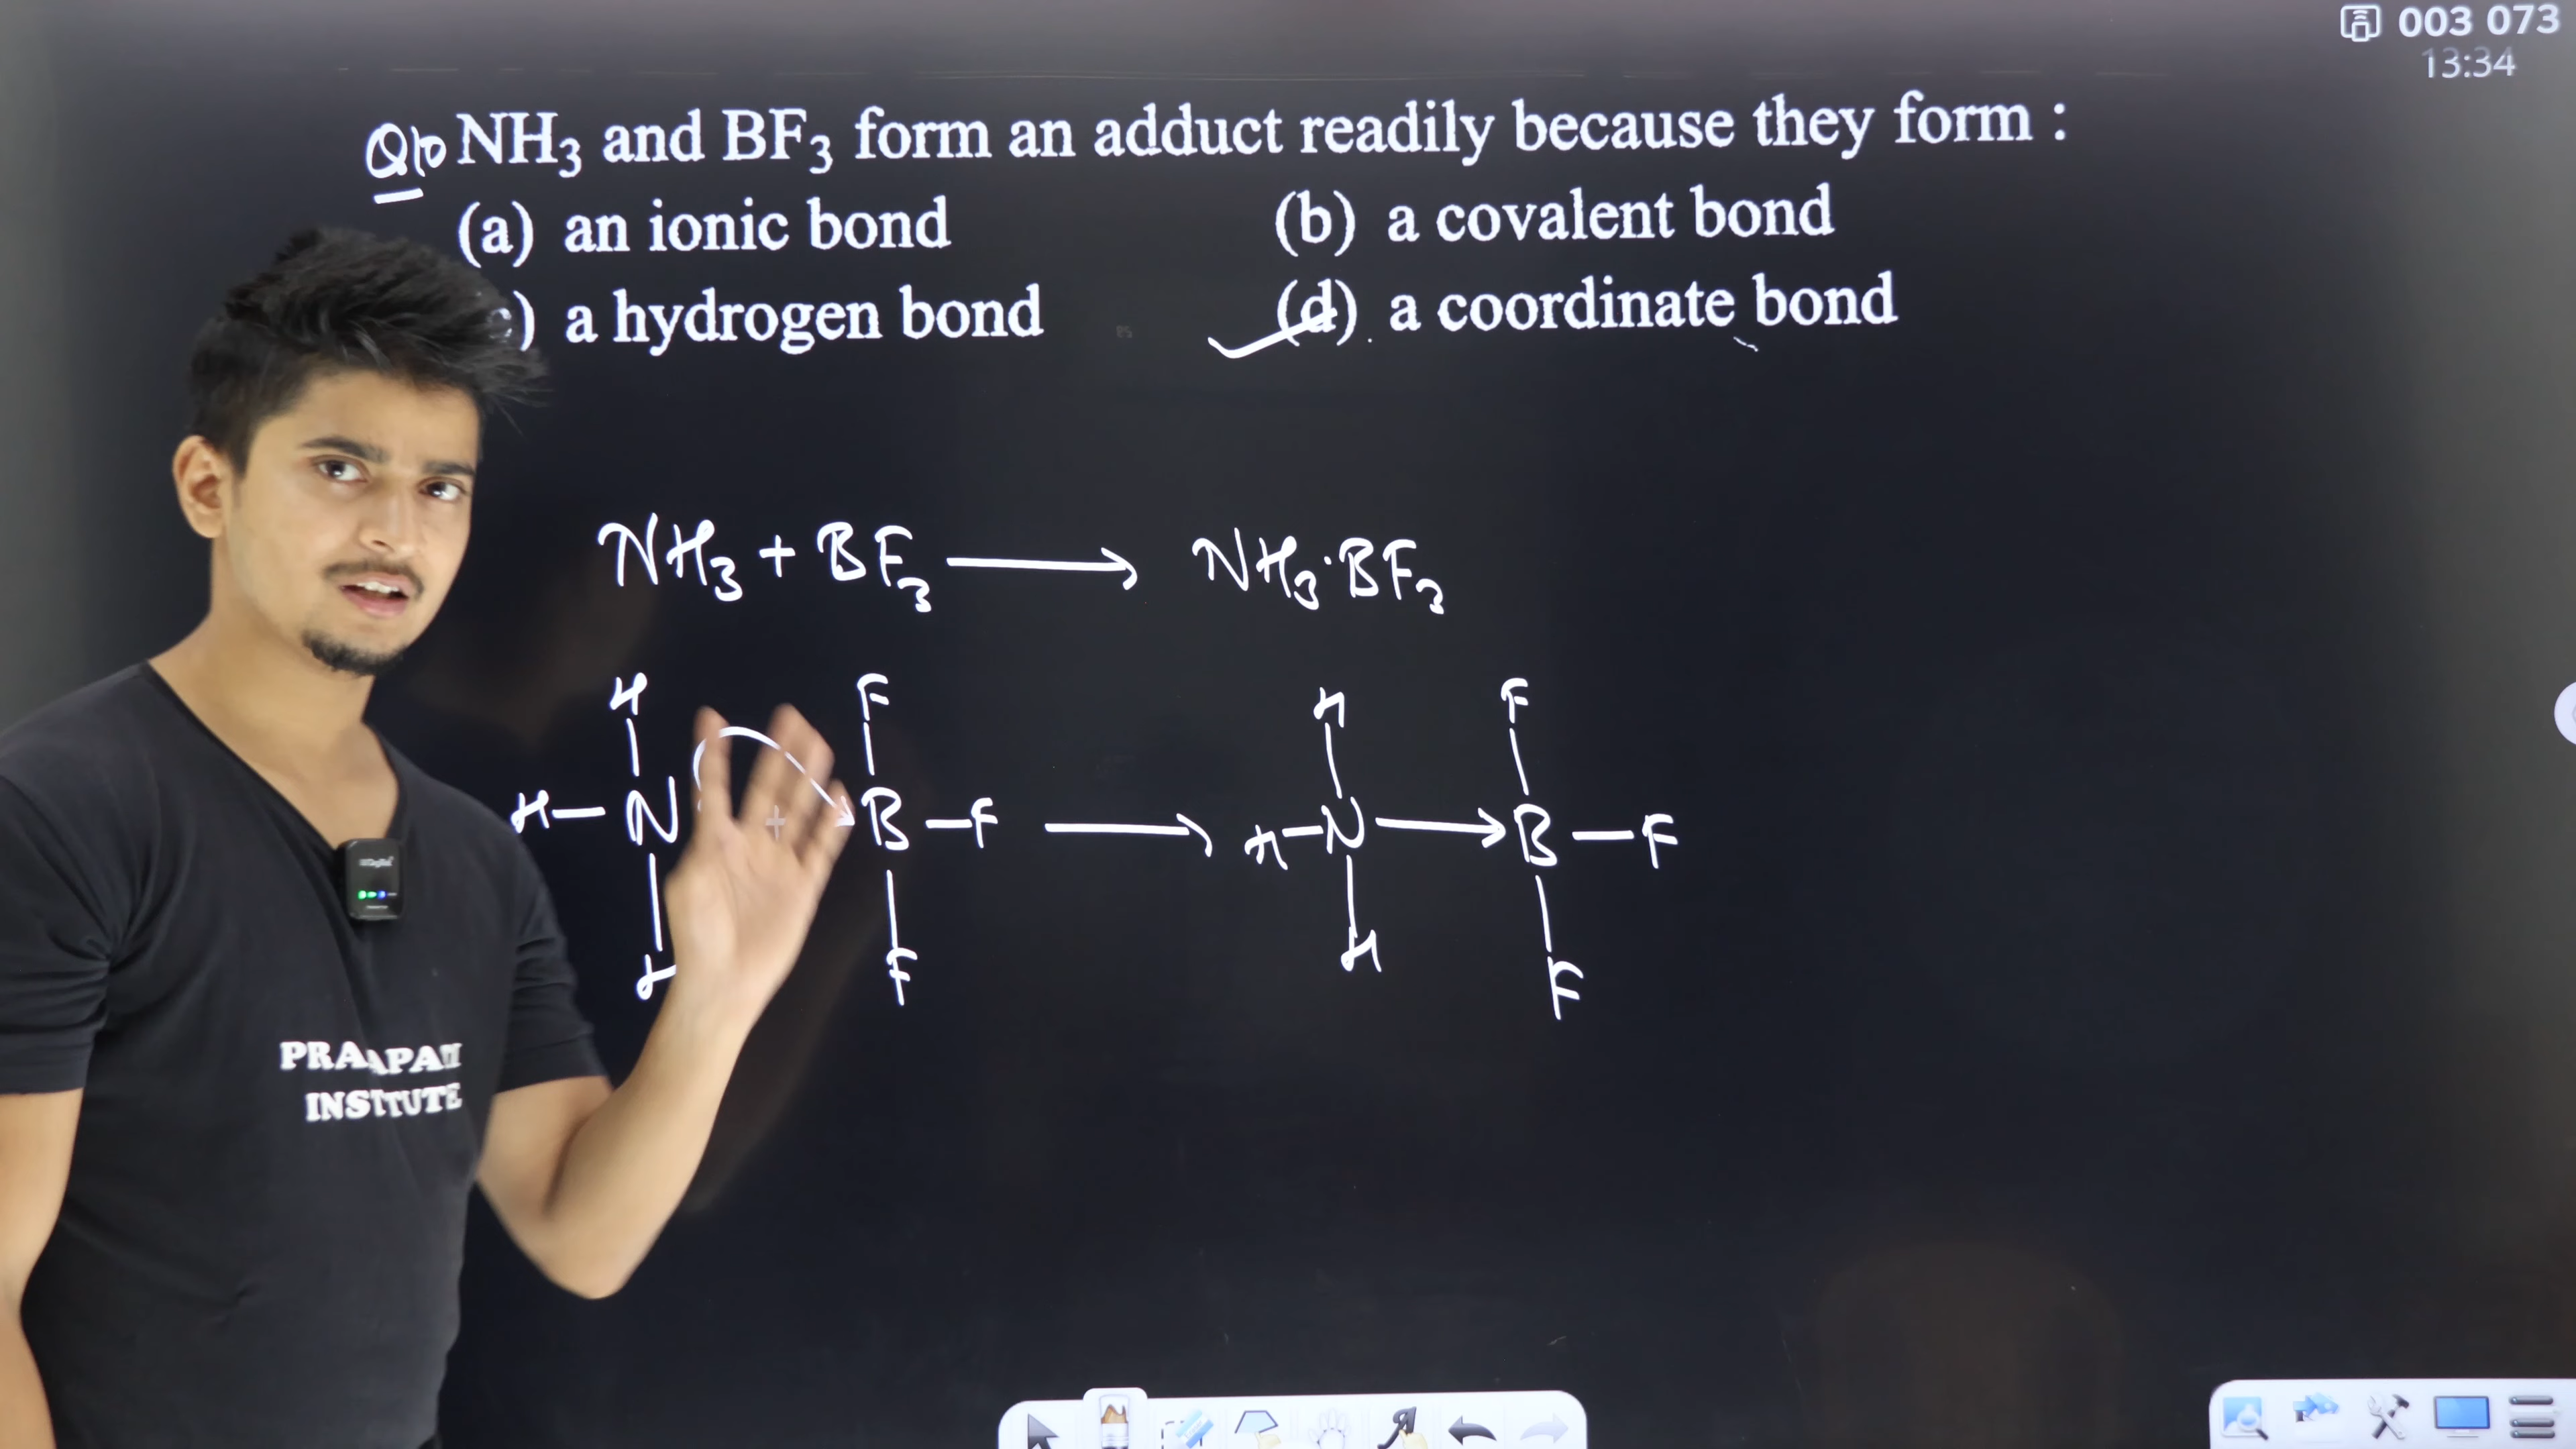 003 073
13:34
Q10 NH₃ and BF₃ form an adduct readily because they form :
(a) an ionic bond (b) a covalent bond
c) a hydrogen bond (d) a coordinate bond
NH₃ + BF₃ ⟶ NH₃·BF₃
H F H F
H—N + B—F ⟶ H—N⟶B—F
H F H F
INSTITUTE